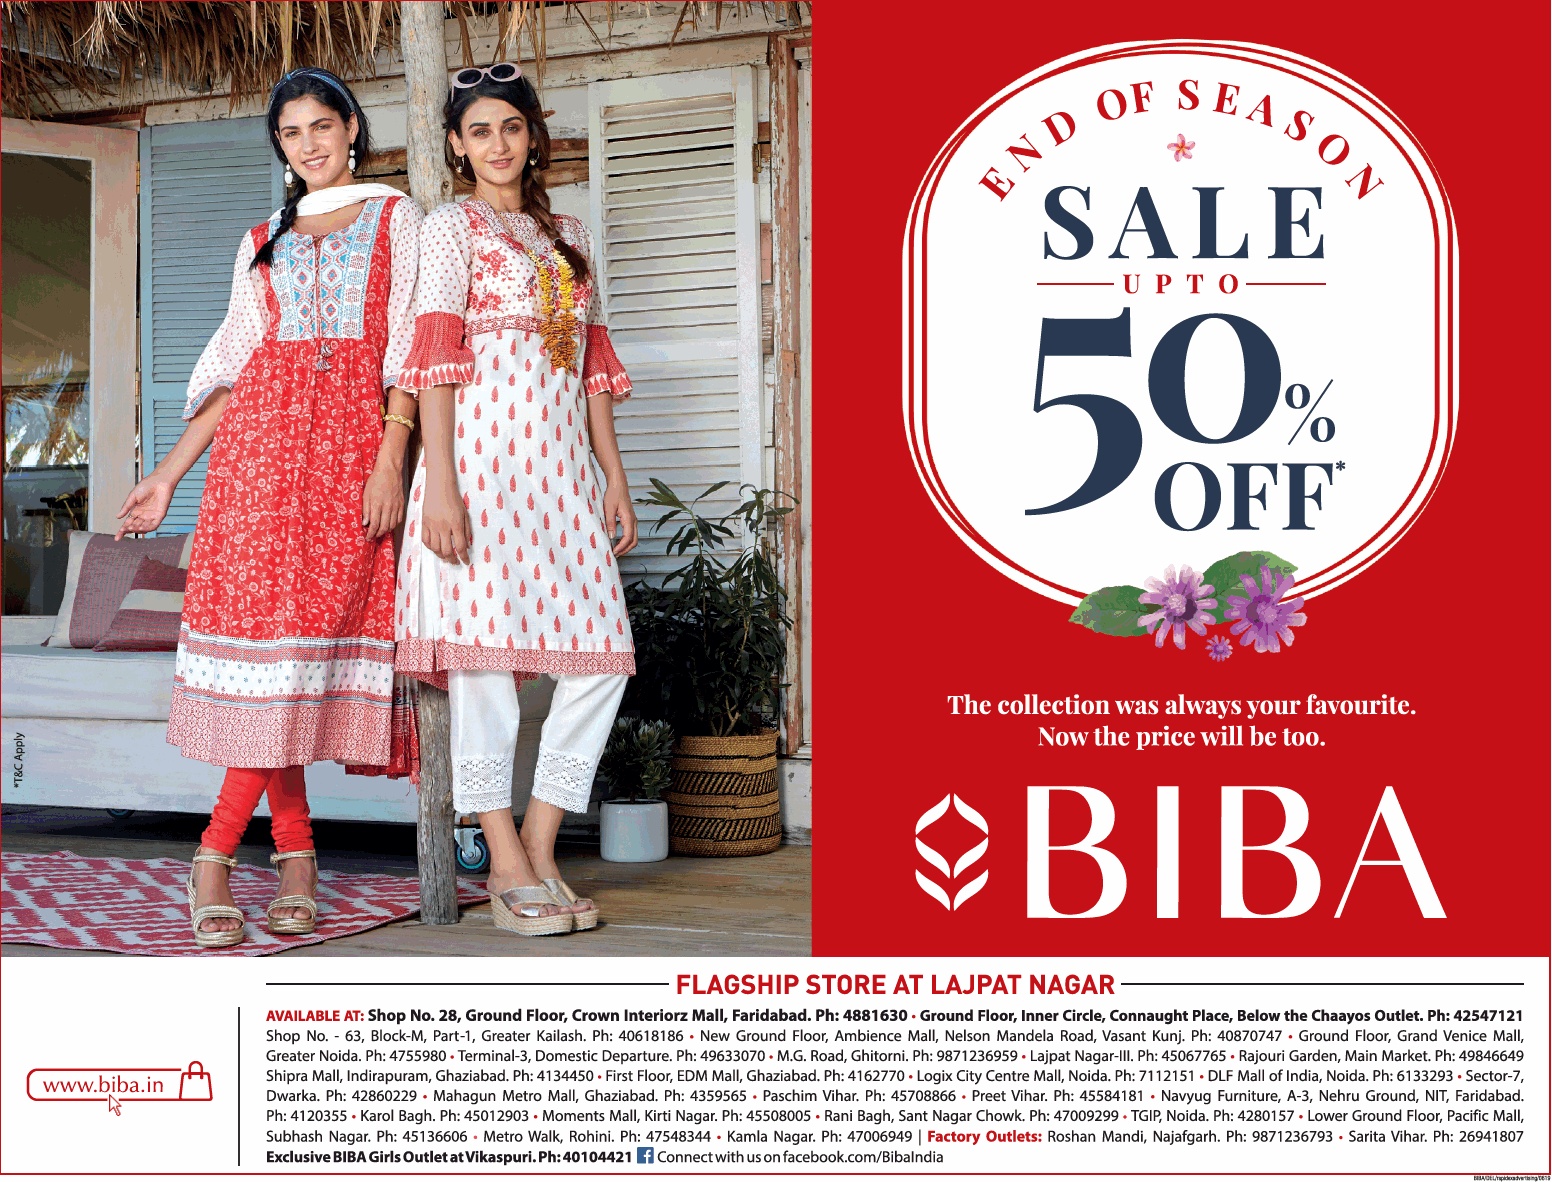 END OF SEASON
SALE
UPTO
50%
OFF*
The collection was always your favourite.
Now the price will be too.
BIBA
*T&C Apply
FLAGSHIP STORE AT LAJPAT NAGAR
www.biba.in
AVAILABLE AT: Shop No. 28, Ground Floor, Crown Interiorz Mall, Faridabad. Ph: 4881630 • Ground Floor, Inner Circle, Connaught Place, Below the Chaayos Outlet. Ph: 42547121
Shop No. - 63, Block-M, Part-1, Greater Kailash. Ph: 40618186 • New Ground Floor, Ambience Mall, Nelson Mandela Road, Vasant Kunj. Ph: 40870747 • Ground Floor, Grand Venice Mall,
Greater Noida. Ph: 4755980 • Terminal-3, Domestic Departure. Ph: 49633070 • M.G. Road, Ghitorni. Ph: 9871236959 • Lajpat Nagar-III. Ph: 45067765 • Rajouri Garden, Main Market. Ph: 49846649
Shipra Mall, Indirapuram, Ghaziabad. Ph: 4134450 • First Floor, EDM Mall, Ghaziabad. Ph: 4162770 • Logix City Centre Mall, Noida. Ph: 7112151 • DLF Mall of India, Noida. Ph: 6133293 • Sector-7,
Dwarka. Ph: 42860229 • Mahagun Metro Mall, Ghaziabad. Ph: 4359565 • Paschim Vihar. Ph: 45708866 • Preet Vihar. Ph: 45584181 • Navyug Furniture, A-3, Nehru Ground, NIT, Faridabad.
Ph: 4120355 • Karol Bagh. Ph: 45012903 • Moments Mall, Kirti Nagar. Ph: 45508005 • Rani Bagh, Sant Nagar Chowk. Ph: 47009299 • TGIP, Noida. Ph: 4280157 • Lower Ground Floor, Pacific Mall,
Subhash Nagar. Ph: 45136606 • Metro Walk, Rohini. Ph: 47548344 • Kamla Nagar. Ph: 47006949 | Factory Outlets: Roshan Mandi, Najafgarh. Ph: 9871236793 • Sarita Vihar. Ph: 26941807
Exclusive BIBA Girls Outlet at Vikaspuri. Ph: 40104421 f Connect with us on facebook.com/BibaIndia
BIBA/DEL/rapidexadvertising/0619